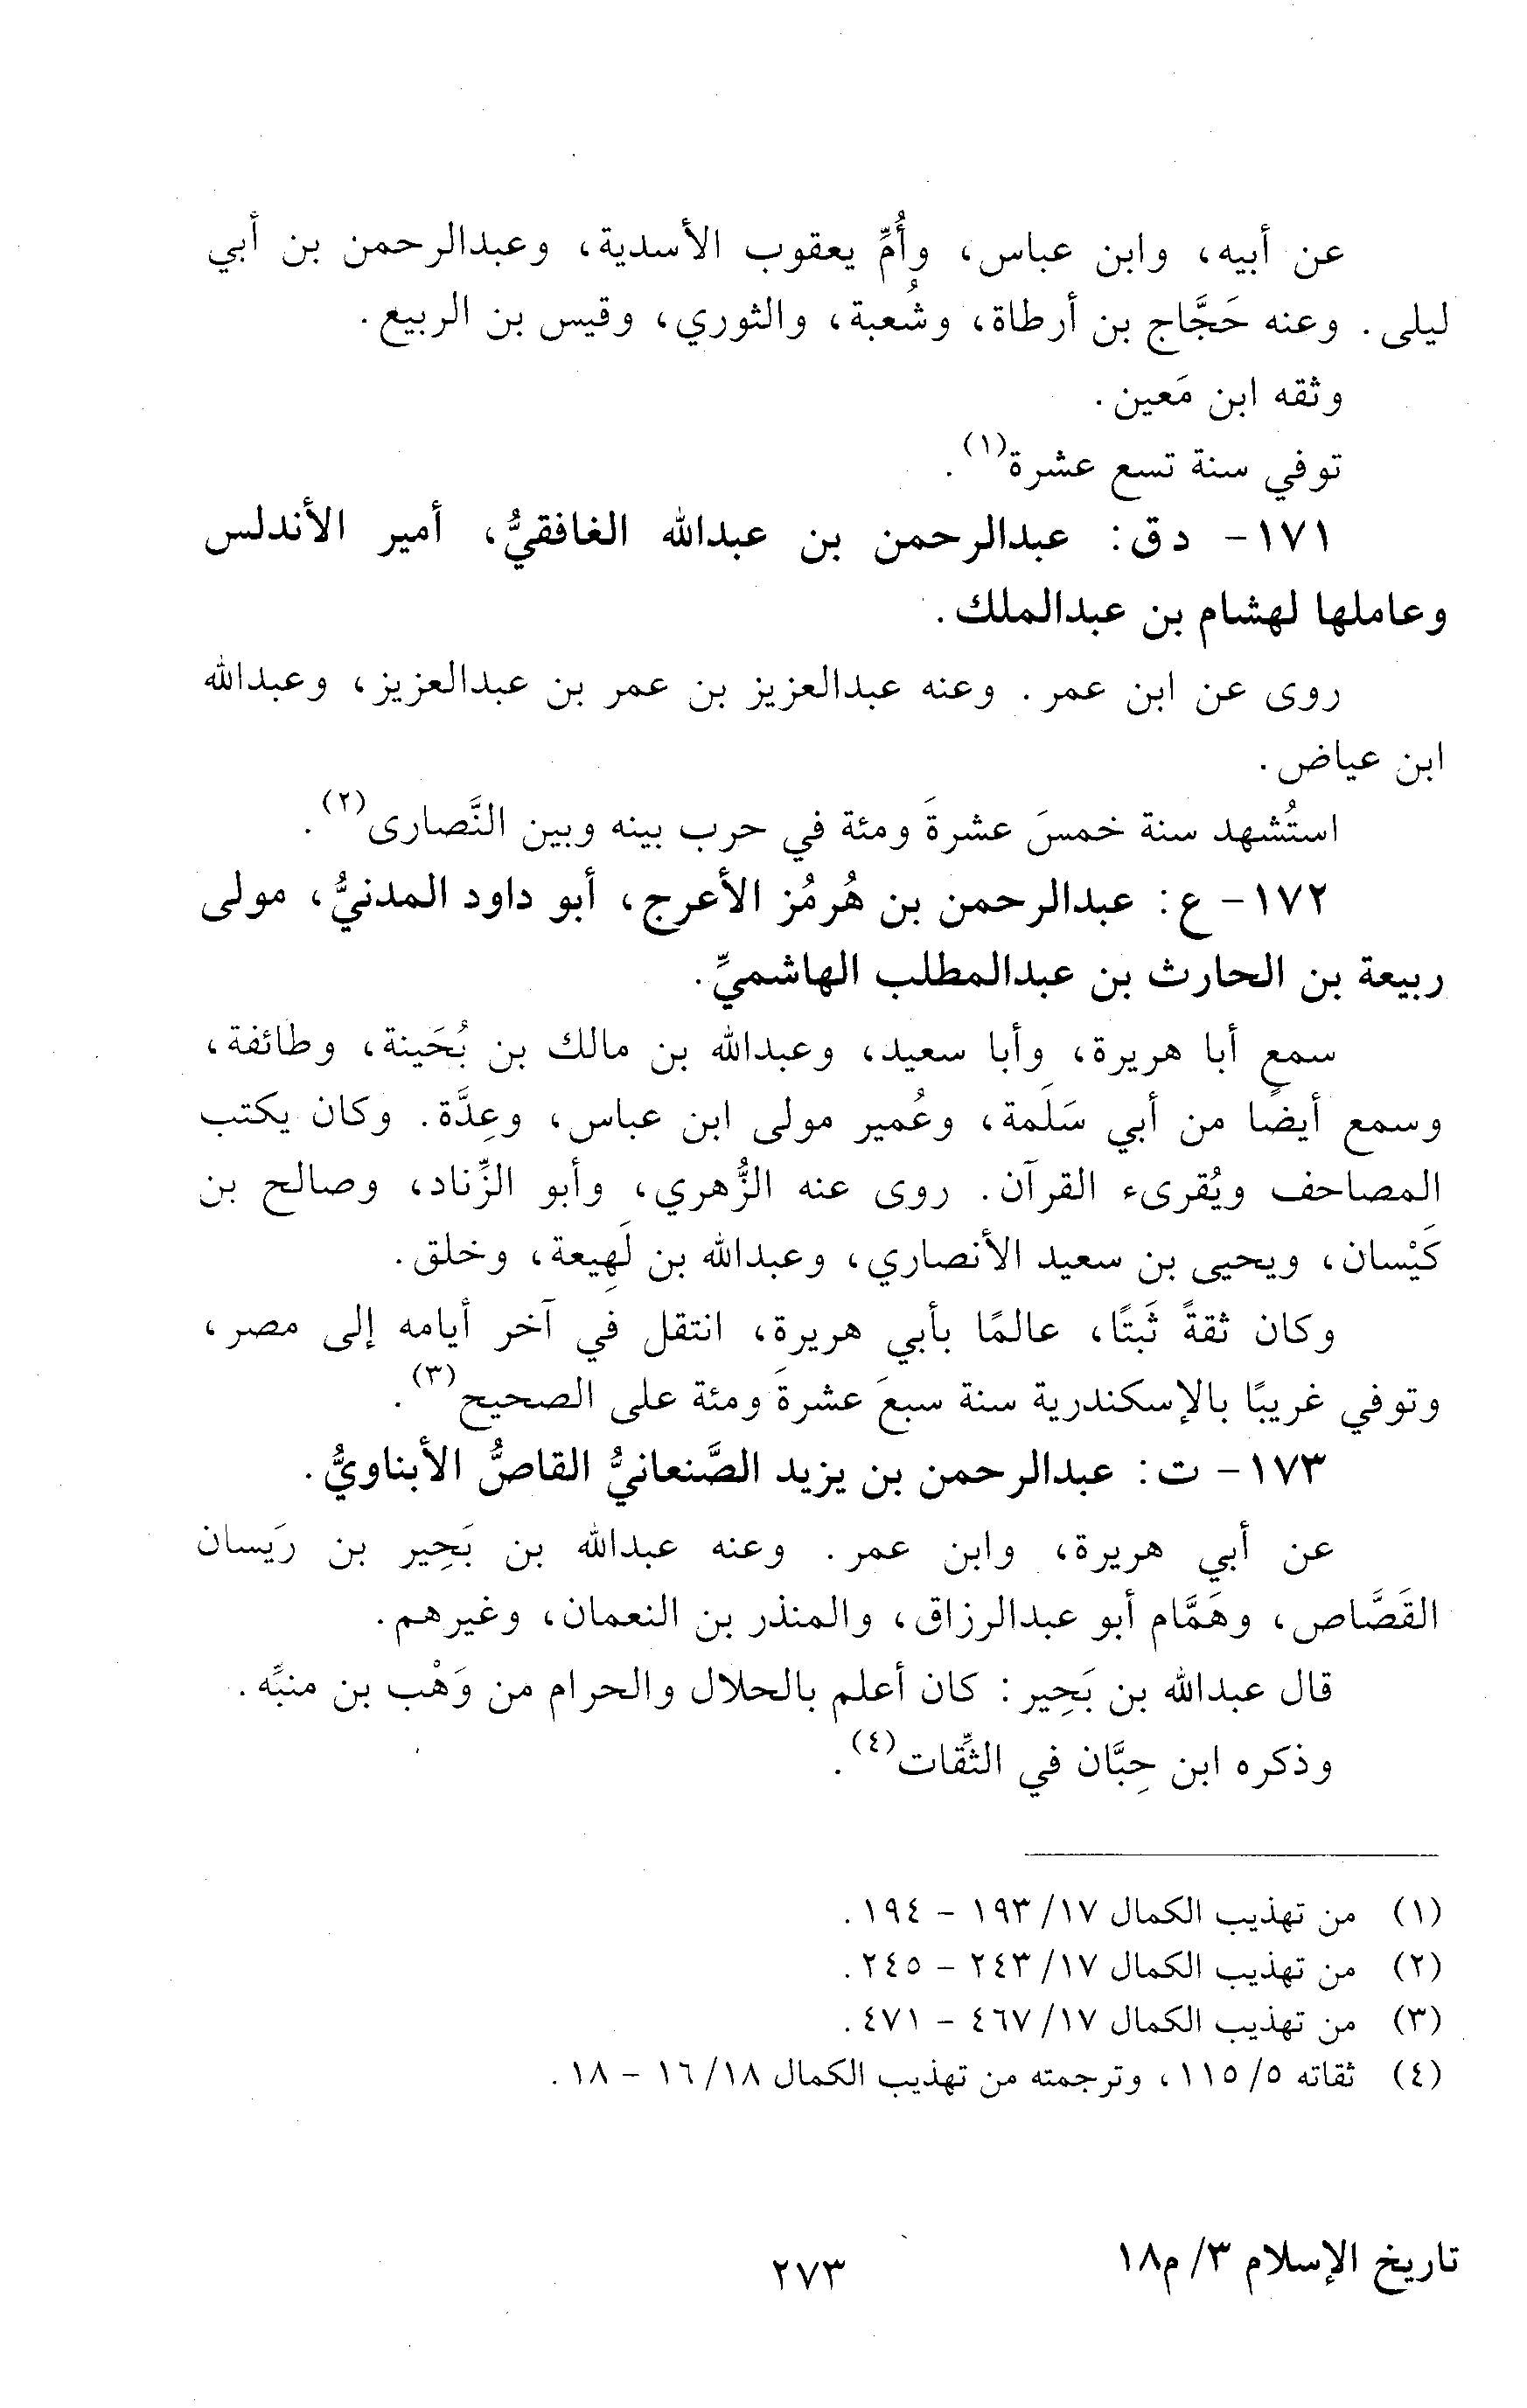 عن أبيه، وابن عباس، وأُمِّ يعقوب الأسدية، وعبدالرحمن بن أبي
ليلى. وعنه حَجَّاج بن أرطاة، وشُعبة، والثوري، وقيس بن الربيع.
وثقه ابن مَعين.
توفي سنة تسع عشرة(١).
١٧١- د ق: عبدالرحمن بن عبدالله الغافقيُّ، أمير الأندلس
وعاملها لهشام بن عبدالملك.
روى عن ابن عمر. وعنه عبدالعزيز بن عمر بن عبدالعزيز، وعبدالله
ابن عياض.
استُشهد سنة خمسَ عشرةَ ومئة في حرب بينه وبين النَّصارى(٢).
١٧٢- ع: عبدالرحمن بن هُرمُز الأعرج، أبو داود المدنيُّ، مولى
ربيعة بن الحارث بن عبدالمطلب الهاشميِّ.
سمع أبا هريرة، وأبا سعيد، وعبدالله بن مالك بن بُحَينة، وطائفة،
وسمع أيضًا من أبي سَلَمة، وعُمير مولى ابن عباس، وعِدَّة. وكان يكتب
المصاحف ويُقرىء القرآن. روى عنه الزُّهري، وأبو الزِّناد، وصالح بن
كَيْسان، ويحيى بن سعيد الأنصاري، وعبدالله بن لَهِيعة، وخلق.
وكان ثقةً ثَبتًا، عالمًا بأبي هريرة، انتقل في آخر أيامه إلى مصر،
وتوفي غريبًا بالإسكندرية سنة سبعَ عشرةَ ومئة على الصحيح(٣).
١٧٣- ت: عبدالرحمن بن يزيد الصَّنعانيُّ القاصُّ الأبناويُّ.
عن أبي هريرة، وابن عمر. وعنه عبدالله بن بَحِير بن رَيسان
القَصَّاص، وهَمَّام أبو عبدالرزاق، والمنذر بن النعمان، وغيرهم.
قال عبدالله بن بَحِير: كان أعلم بالحلال والحرام من وَهْب بن منبِّه.
وذكره ابن حِبَّان في الثِّقات(٤).
(١) من تهذيب الكمال ١٧/ ١٩٣ - ١٩٤.
(٢) من تهذيب الكمال ١٧/ ٢٤٣ - ٢٤٥.
(٣) من تهذيب الكمال ١٧/ ٤٦٧ - ٤٧١.
(٤) ثقاته ٥/ ١١٥، وترجمته من تهذيب الكمال ١٨/ ١٦ - ١٨.
تاريخ الإسلام ٣/ م١٨
٢٧٣